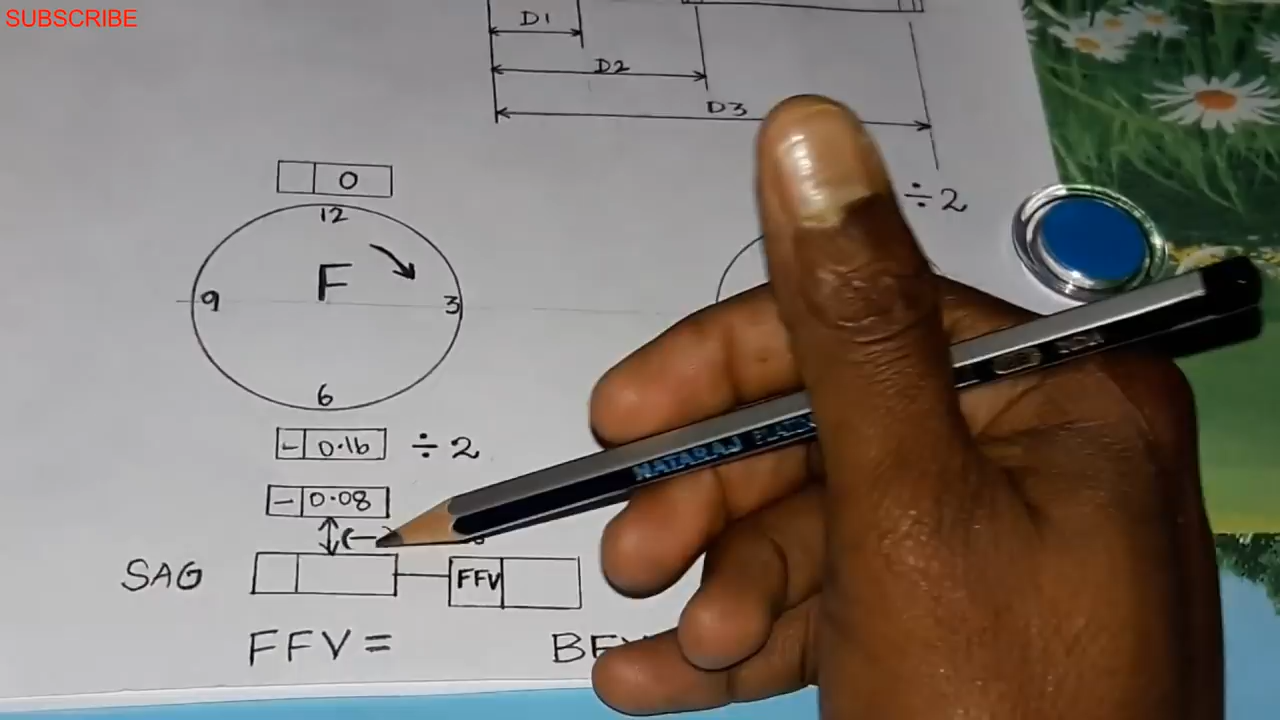 SUBSCRIBE
D1
D2
D3
0
12
÷2
F
9 3
6
- 0.16 ÷2
NATARAJ
- 0.08
(-)
SAG
FFV
FFV =